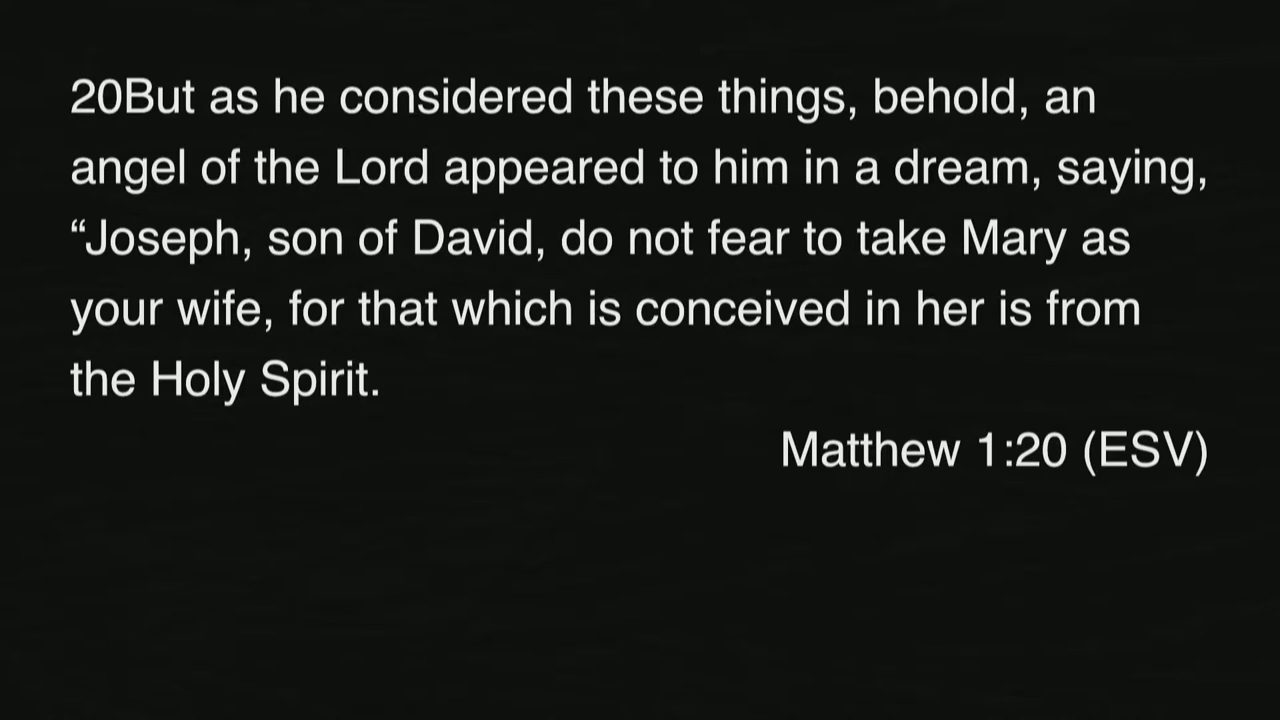 20But as he considered these things, behold, an
angel of the Lord appeared to him in a dream, saying,
“Joseph, son of David, do not fear to take Mary as
your wife, for that which is conceived in her is from
the Holy Spirit.
Matthew 1:20 (ESV)